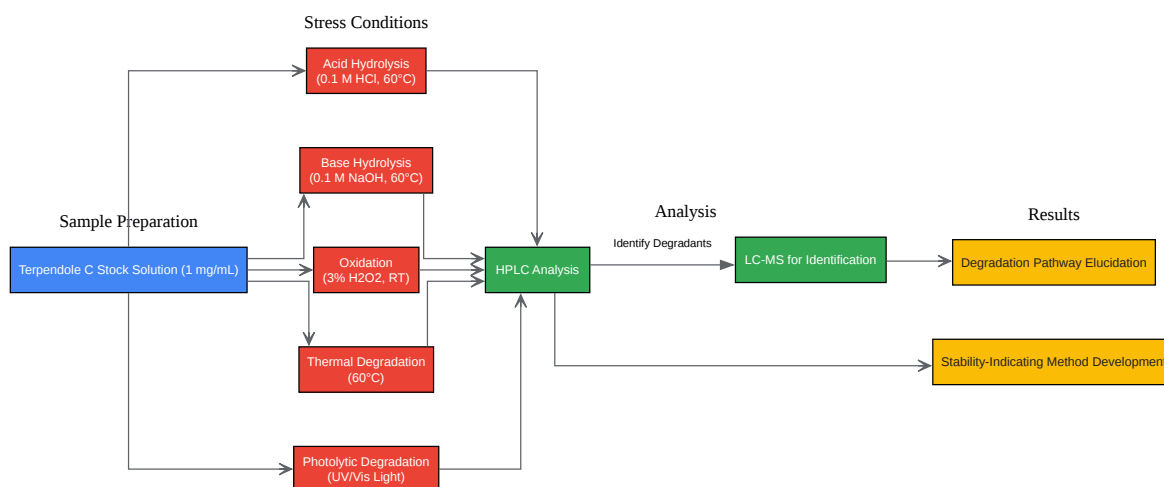 Stress Conditions
Acid Hydrolysis
(0.1 M HCl, 60°C)
Base Hydrolysis
(0.1 M NaOH, 60°C)
Sample Preparation
Analysis
Results
Identify Degradants
Terpendole C Stock Solution (1 mg/mL)
Oxidation
(3% H2O2, RT)
HPLC Analysis
LC-MS for Identification
Degradation Pathway Elucidation
Thermal Degradation
(60°C)
Stability-Indicating Method Development
Photolytic Degradation
(UV/Vis Light)